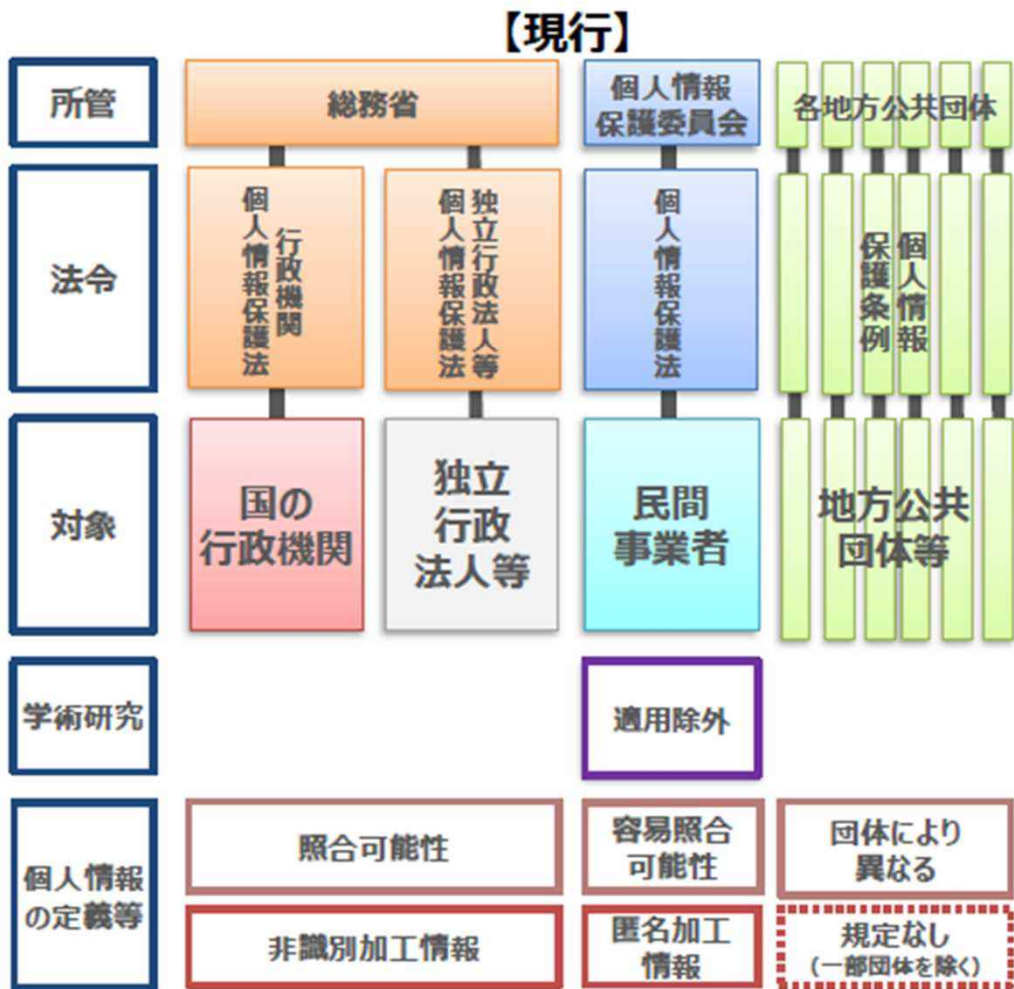 【現行】
所管
総務省
個人情報
保護委員会
各地方公共団体
法令
行政機関
個人情報保護法
独立行政法人等
個人情報保護法
個人情報保護法
個人情報
保護条例
対象
国の
行政機関
独立
行政
法人等
民間
事業者
地方公共
団体等
学術研究
適用除外
個人情報
の定義等
照合可能性
容易照合
可能性
団体により
異なる
非識別加工情報
匿名加工
情報
規定なし
(一部団体を除く)